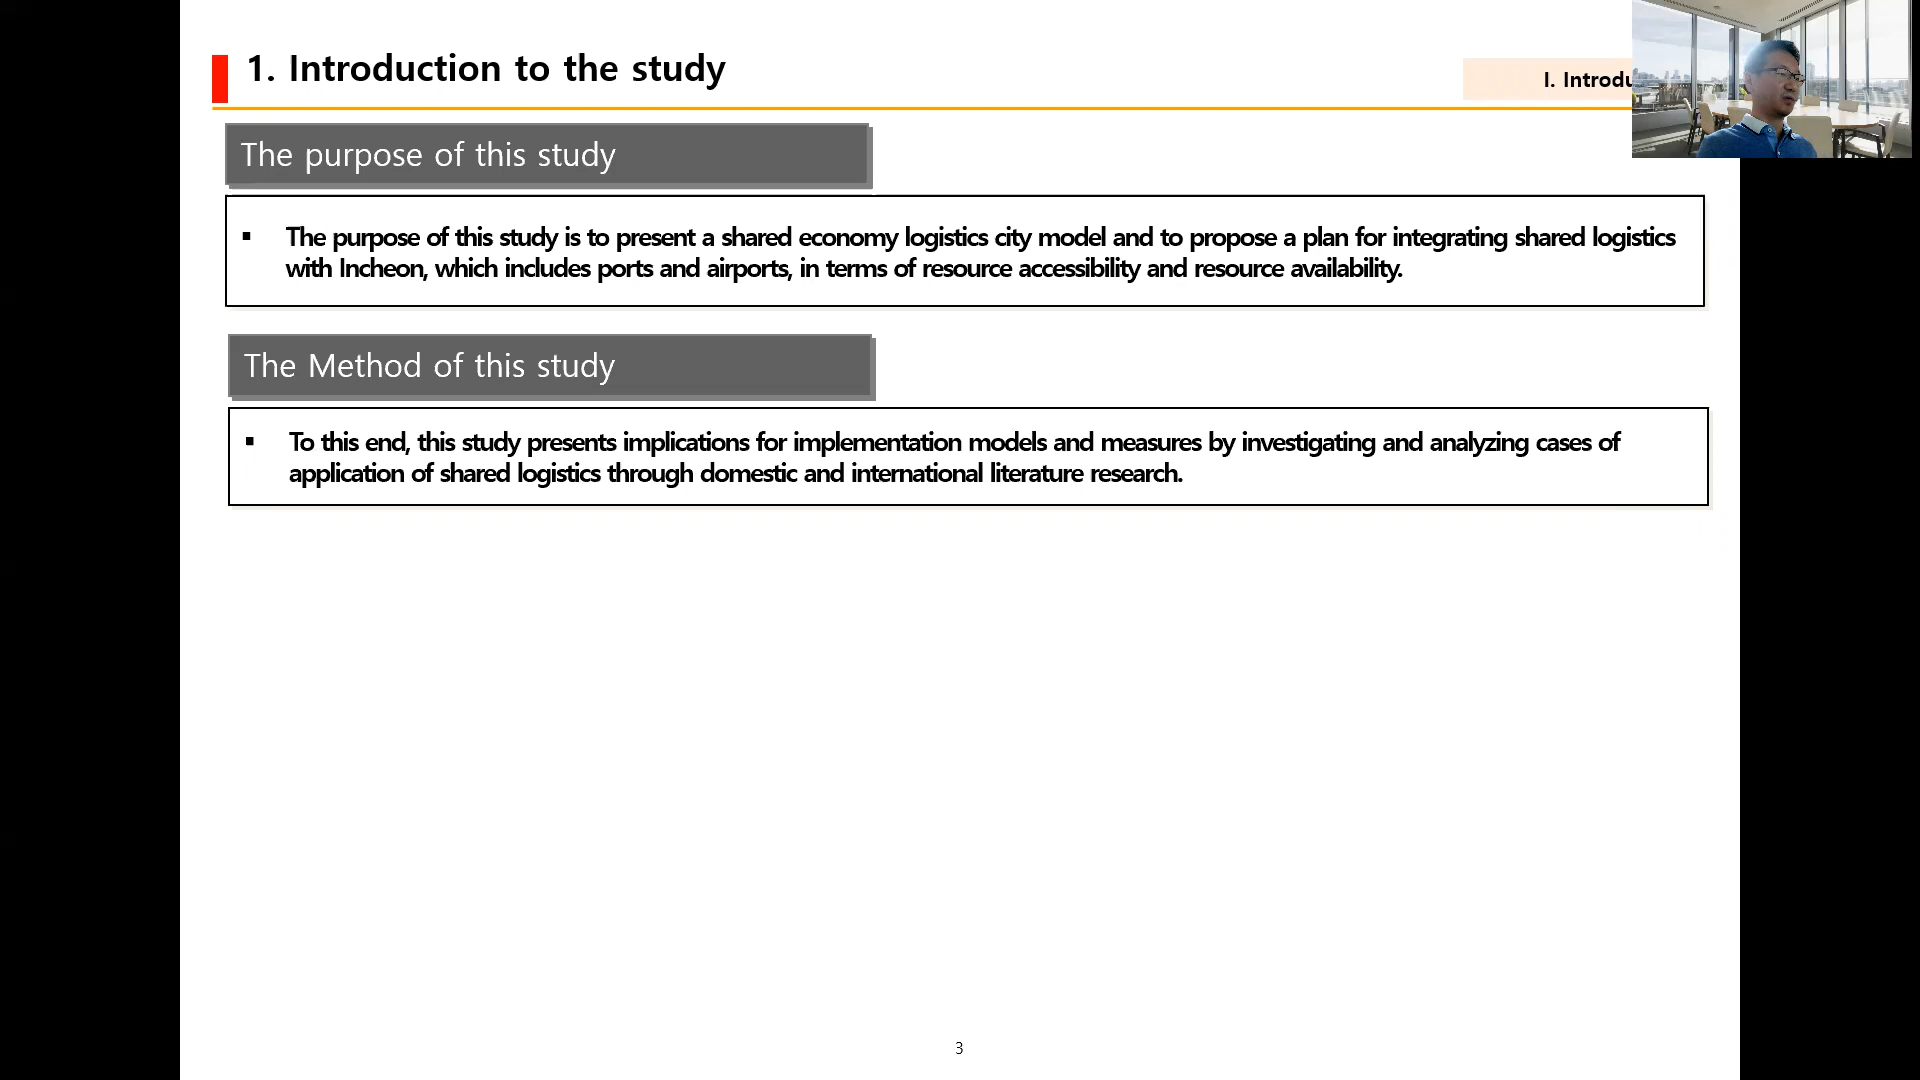 1. Introduction to the study
I. Introdu
The purpose of this study
▪ The purpose of this study is to present a shared economy logistics city model and to propose a plan for integrating shared logistics
with Incheon, which includes ports and airports, in terms of resource accessibility and resource availability.
The Method of this study
▪ To this end, this study presents implications for implementation models and measures by investigating and analyzing cases of
application of shared logistics through domestic and international literature research.
3